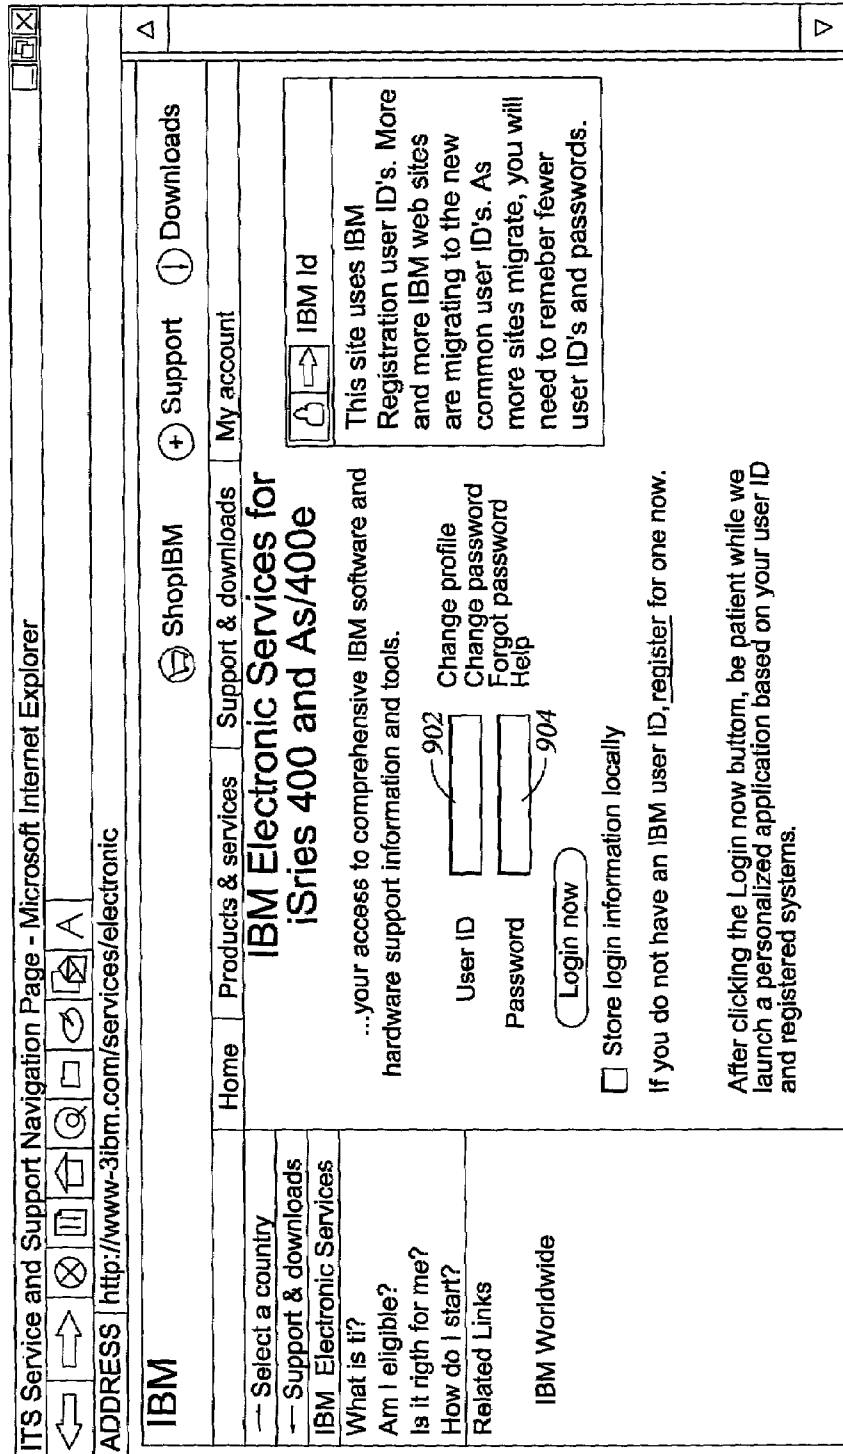 ITS Service and Support Navigation Page - Microsoft Internet Explorer
A
ADDRESS http://www-3ibm.com/services/electronic
IBM
ShopIBM + Support Downloads
Home Products & services Support & downloads My account
Select a country
Support & downloads
IBM Electronic Services
What is ti?
Am I eligible?
Is it rigth for me?
How do I start?
Related Links
IBM Worldwide
IBM Electronic Services for
iSries 400 and As/400e
...your access to comprehensive IBM software and
hardware support information and tools.
902
User ID
Password
904
Change profile
Change password
Forgot password
Help
Login now
Store login information locally
If you do not have an IBM user ID, register for one now.
After clicking the Login now buttom, be patient while we
launch a personalized application based on your user ID
and registered systems.
IBM Id
This site uses IBM
Registration user ID's. More
and more IBM web sites
are migrating to the new
common user ID's. As
more sites migrate, you will
need to remeber fewer
user ID's and passwords.